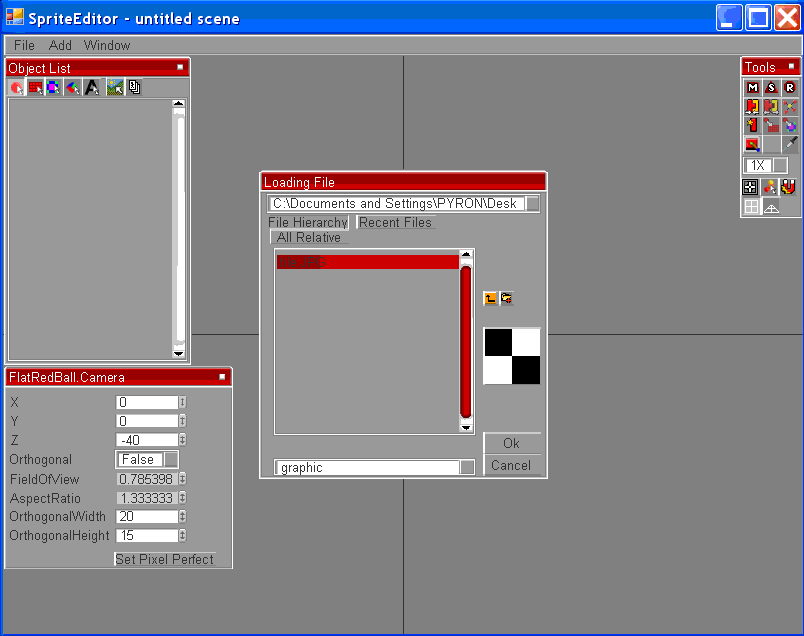 SpriteEditor - untitled scene
File Add Window
Object List
A
Tools
M S R
1X
Loading File
C:\Documents and Settings\PYRON\Desk
File Hierarchy Recent Files
All Relative
graphic
Ok
Cancel
FlatRedBall.Camera
X 0
Y 0
Z -40
Orthogonal False
FieldOfView 0.785398
AspectRatio 1.333333
OrthogonalWidth 20
OrthogonalHeight 15
Set Pixel Perfect